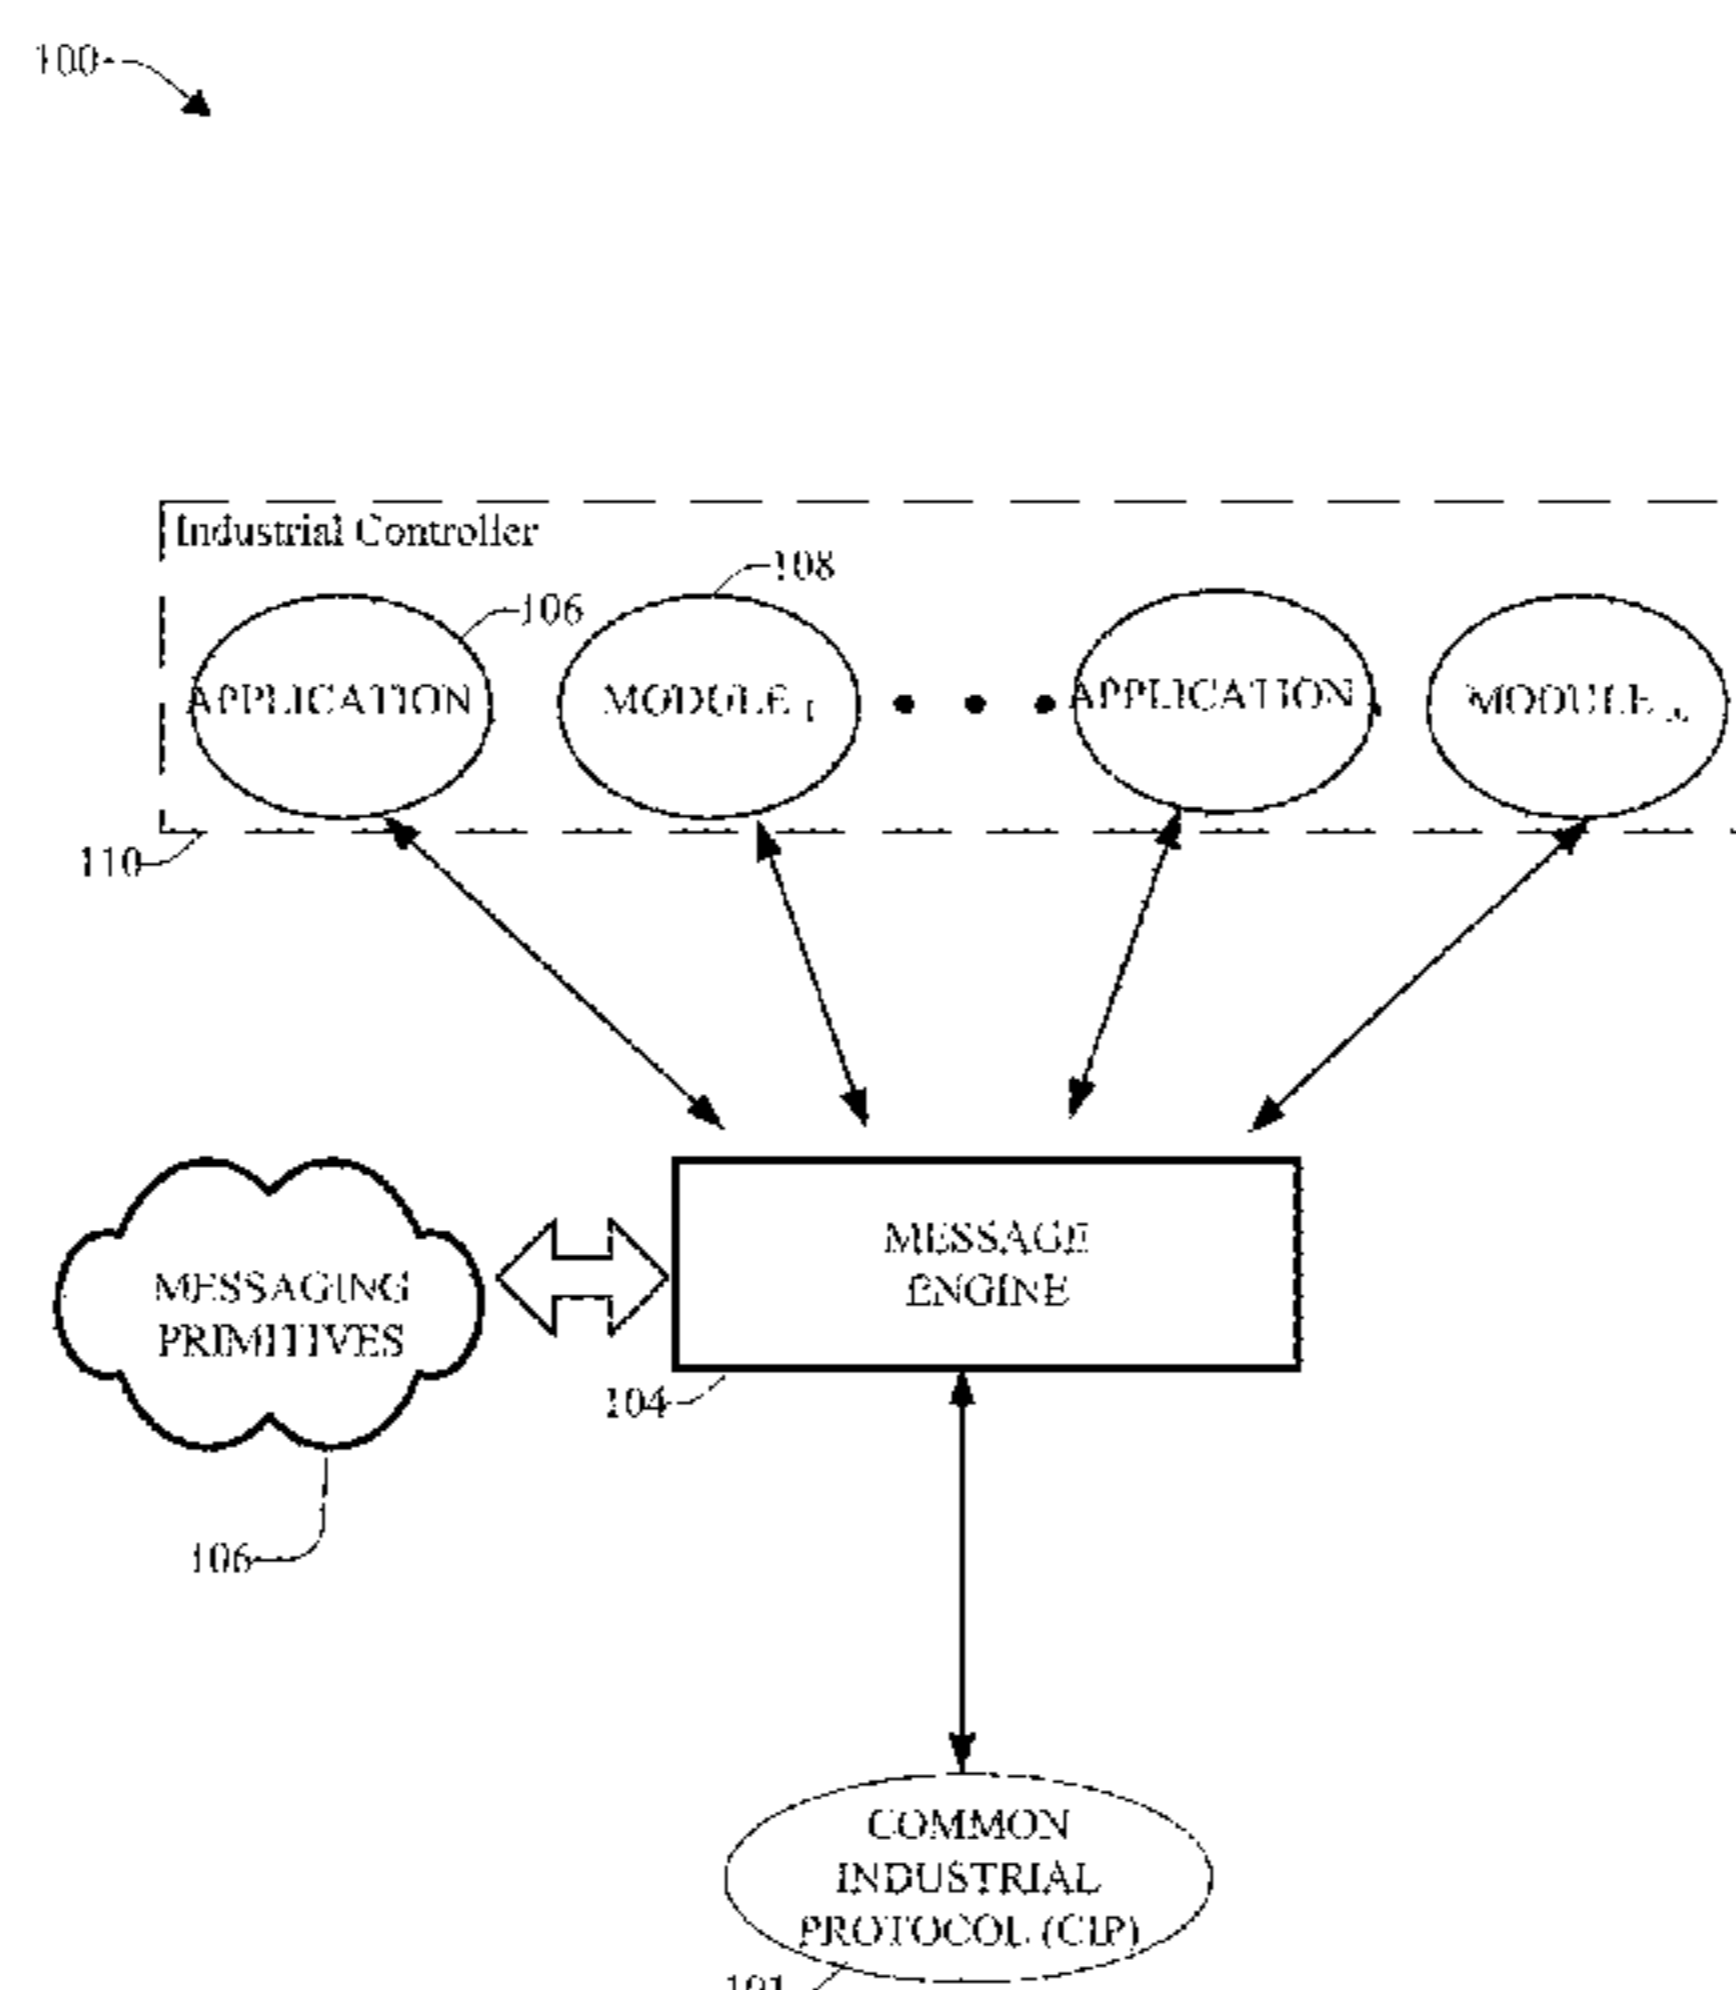 100
Industrial Controller
108
106
APPLICATION
MODULE 1
APPLICATION
MODULE
110
MESSAGE
ENGINE
MESSAGING
PRIMITIVES
104
106
COMMON
INDUSTRIAL
PROTOCOL (CIP)